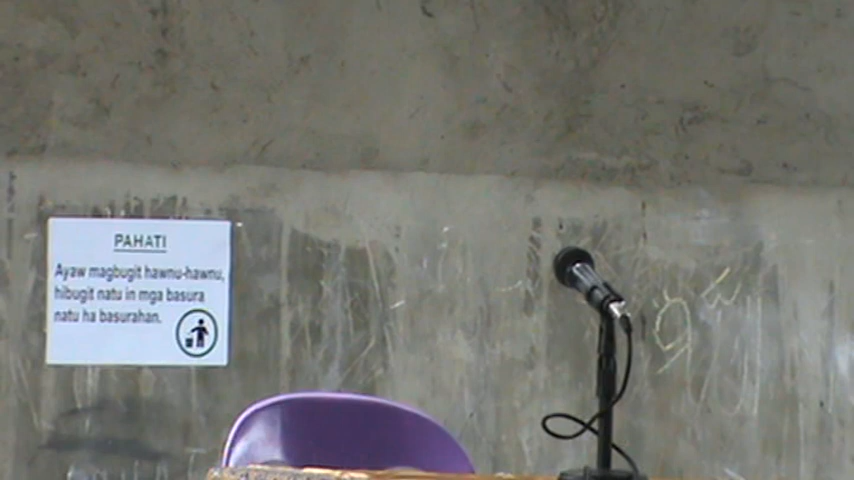 PAHATI
Ayaw magbugit hawnu-hawnu,
hibugit natu in mga basura
natu ha basurahan.